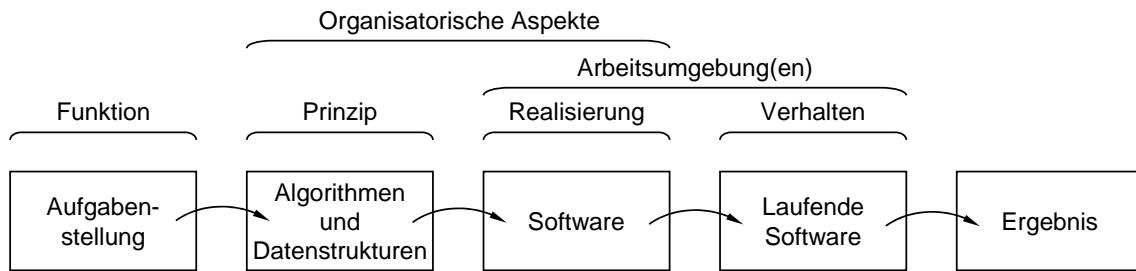 Organisatorische Aspekte
Arbeitsumgebung(en)
Funktion
Prinzip
Realisierung
Verhalten
Aufgaben-
stellung
Algorithmen
und
Datenstrukturen
Software
Laufende
Software
Ergebnis